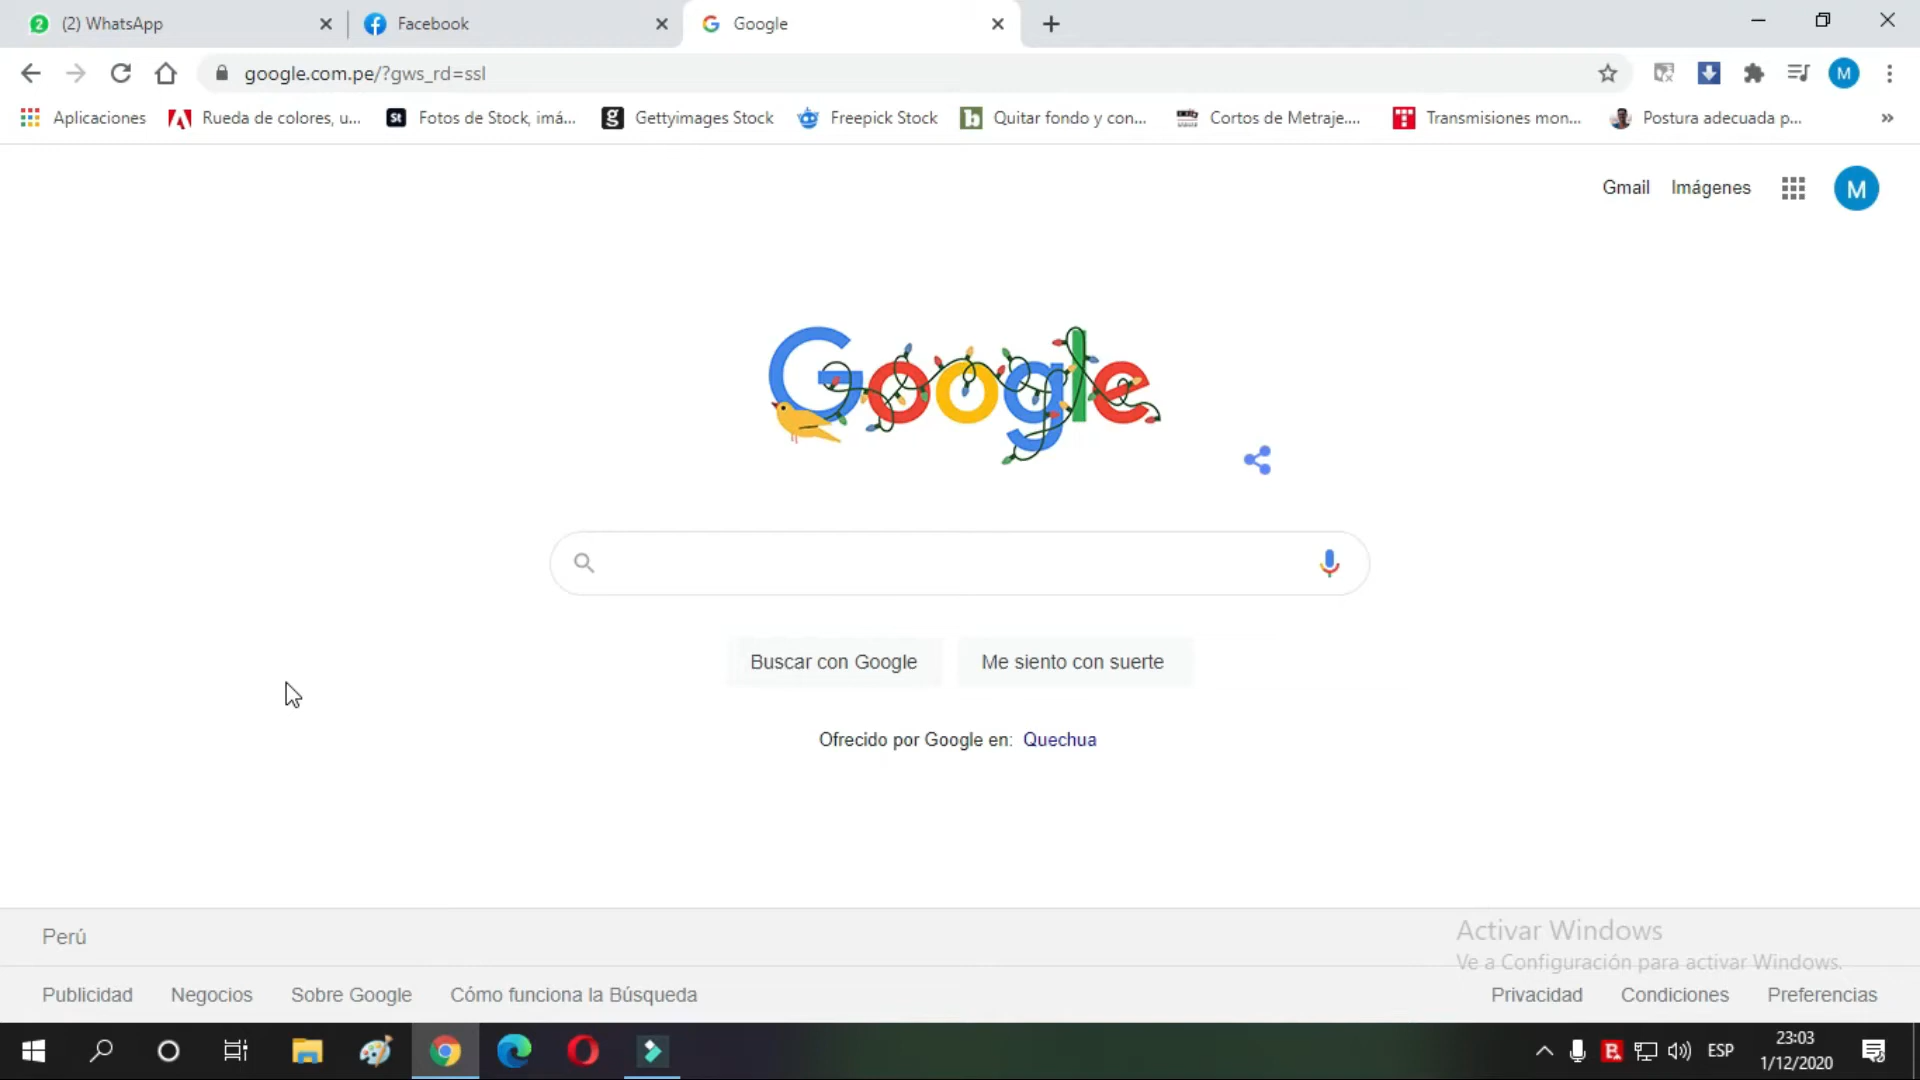 2 (2) WhatsApp
Facebook
Google
google.com.pe/?gws_rd=ssl
M
Aplicaciones
Rueda de colores, u...
St Fotos de Stock, imá...
g Gettyimages Stock
Freepick Stock
b Quitar fondo y con...
Cortos de Metraje....
Transmisiones mon...
Postura adecuada p...
»
Gmail
Imágenes
M
Google
Buscar con Google
Me siento con suerte
Ofrecido por Google en: Quechua
Perú
Activar Windows
Ve a Configuración para activar Windows.
Publicidad
Negocios
Sobre Google
Cómo funciona la Búsqueda
Privacidad
Condiciones
Preferencias
ESP
23:03
1/12/2020